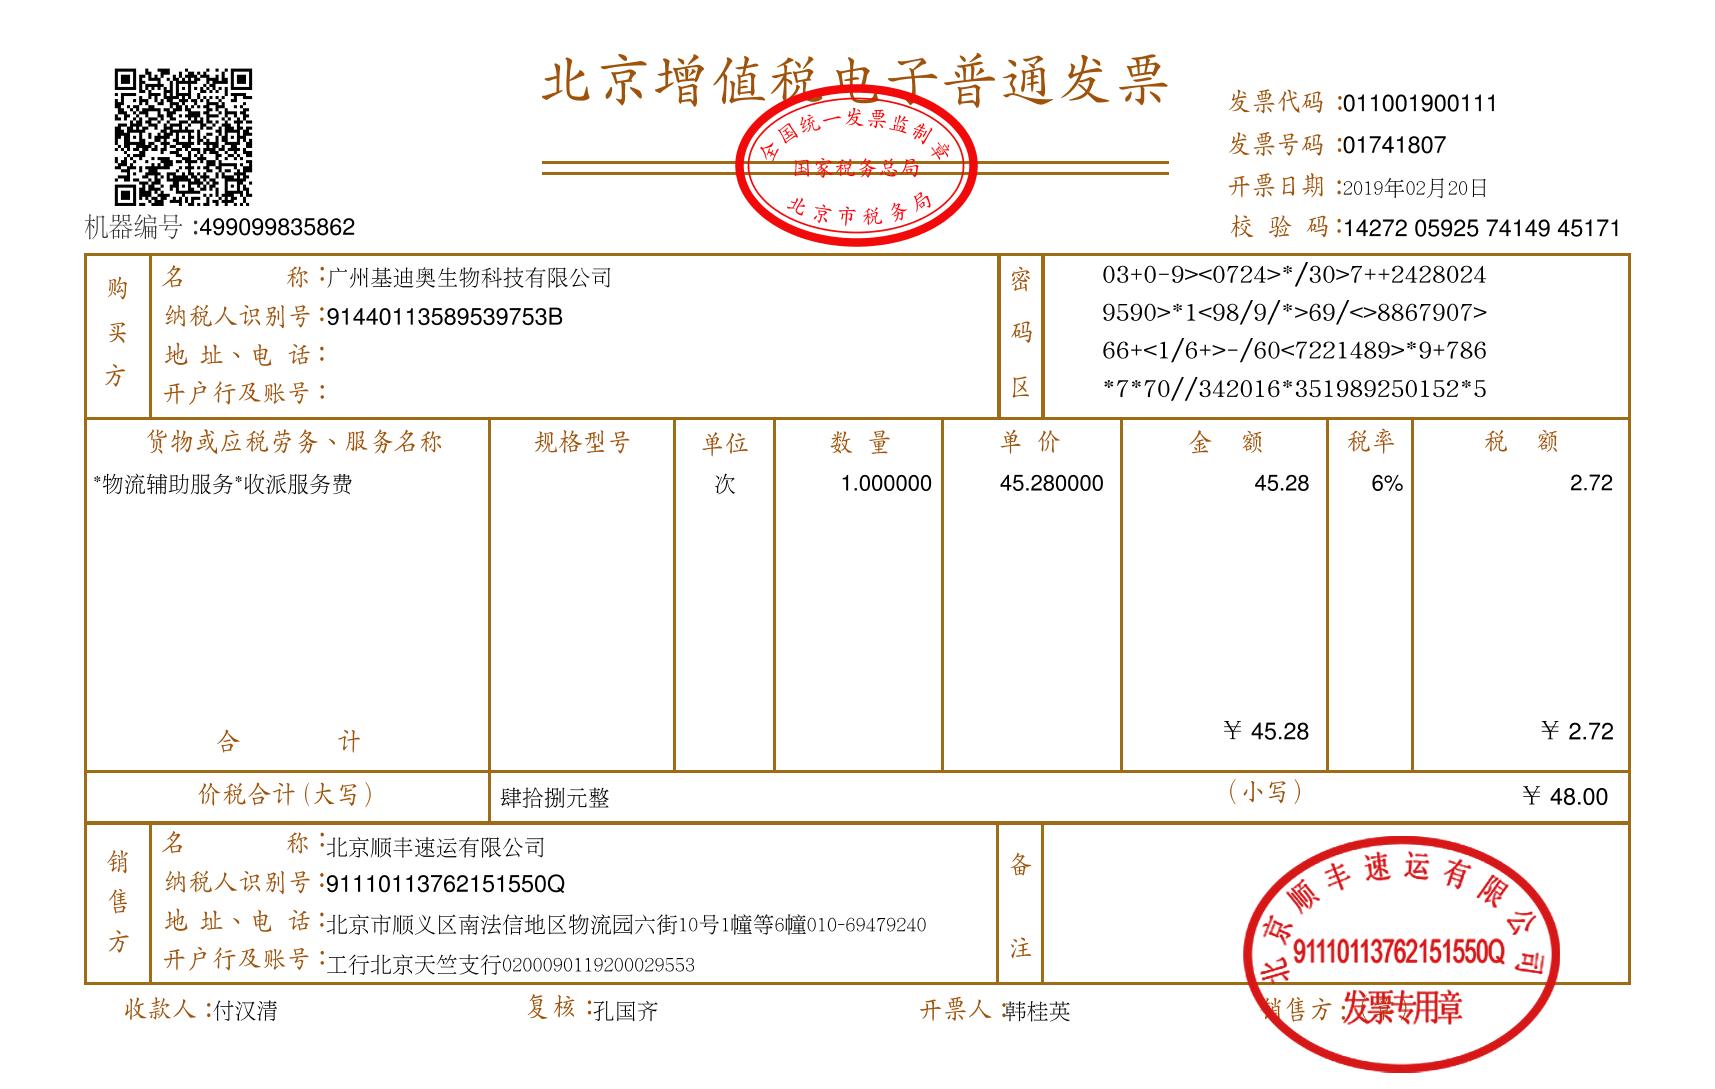 北京增值税电子普通发票
全国统一发票监制章
国家税务总局
北京市税务局
发票代码:011001900111
发票号码:01741807
开票日期:2019年02月20日
校验码:14272 05925 74149 45171
机器编号:499099835862
购买方
名称:广州基迪奥生物科技有限公司
纳税人识别号:91440113589539753B
地址、电话:
开户行及账号:
密码区
03+0-9><0724>*/30>7++2428024
9590>*1<98/9/*>69/<>8867907>
66+<1/6+>-/60<7221489>*9+786
*7*70//342016*351989250152*5
货物或应税劳务、服务名称 规格型号 单位 数量 单价 金额 税率 税额
*物流辅助服务*收派服务费 次 1.000000 45.280000 45.28 6% 2.72
合计 ¥ 45.28 ¥ 2.72
价税合计(大写) 肆拾捌元整 (小写) ¥ 48.00
销售方
名称:北京顺丰速运有限公司
纳税人识别号:91110113762151550Q
地址、电话:北京市顺义区南法信地区物流园六街10号1幢等6幢010-69479240
开户行及账号:工行北京天竺支行0200090119200029553
备注
北京顺丰速运有限公司
91110113762151550Q
发票专用章
收款人:付汉清 复核:孔国齐 开票人:韩桂英 销售方: